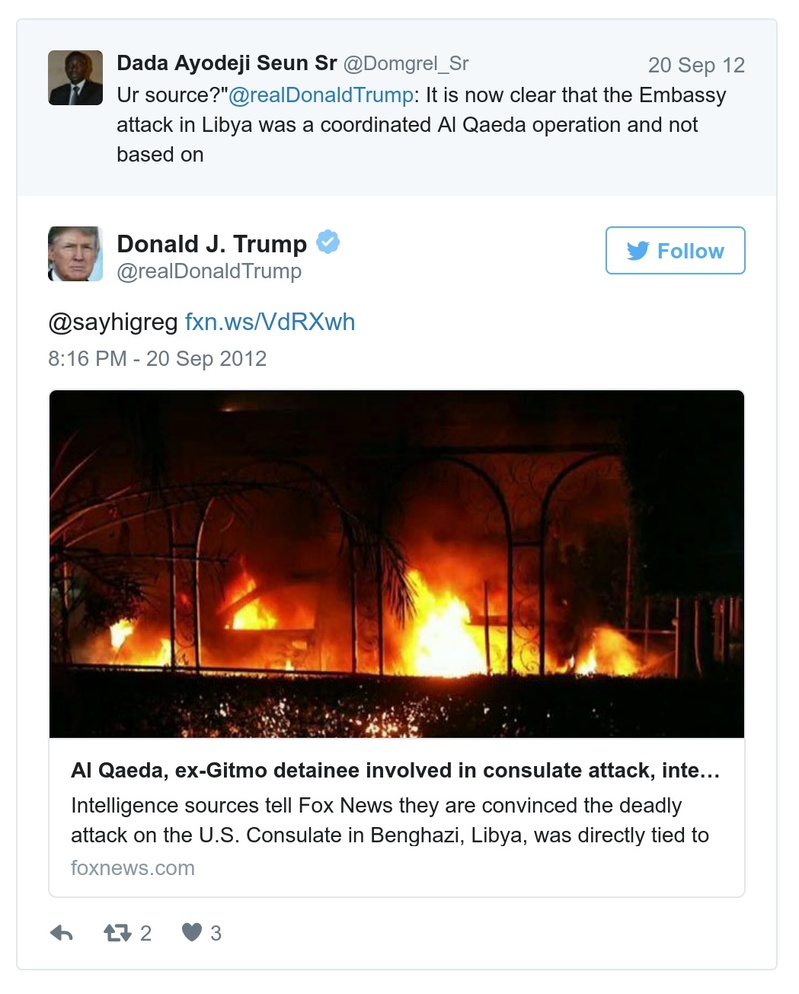 Dada Ayodeji Seun Sr @Domgrel_Sr 20 Sep 12
Ur source?"@realDonaldTrump: It is now clear that the Embassy
attack in Libya was a coordinated Al Qaeda operation and not
based on
Donald J. Trump
@realDonaldTrump
Follow
@sayhigreg fxn.ws/VdRXwh
8:16 PM - 20 Sep 2012
Al Qaeda, ex-Gitmo detainee involved in consulate attack, inte…
Intelligence sources tell Fox News they are convinced the deadly
attack on the U.S. Consulate in Benghazi, Libya, was directly tied to
foxnews.com
2 3